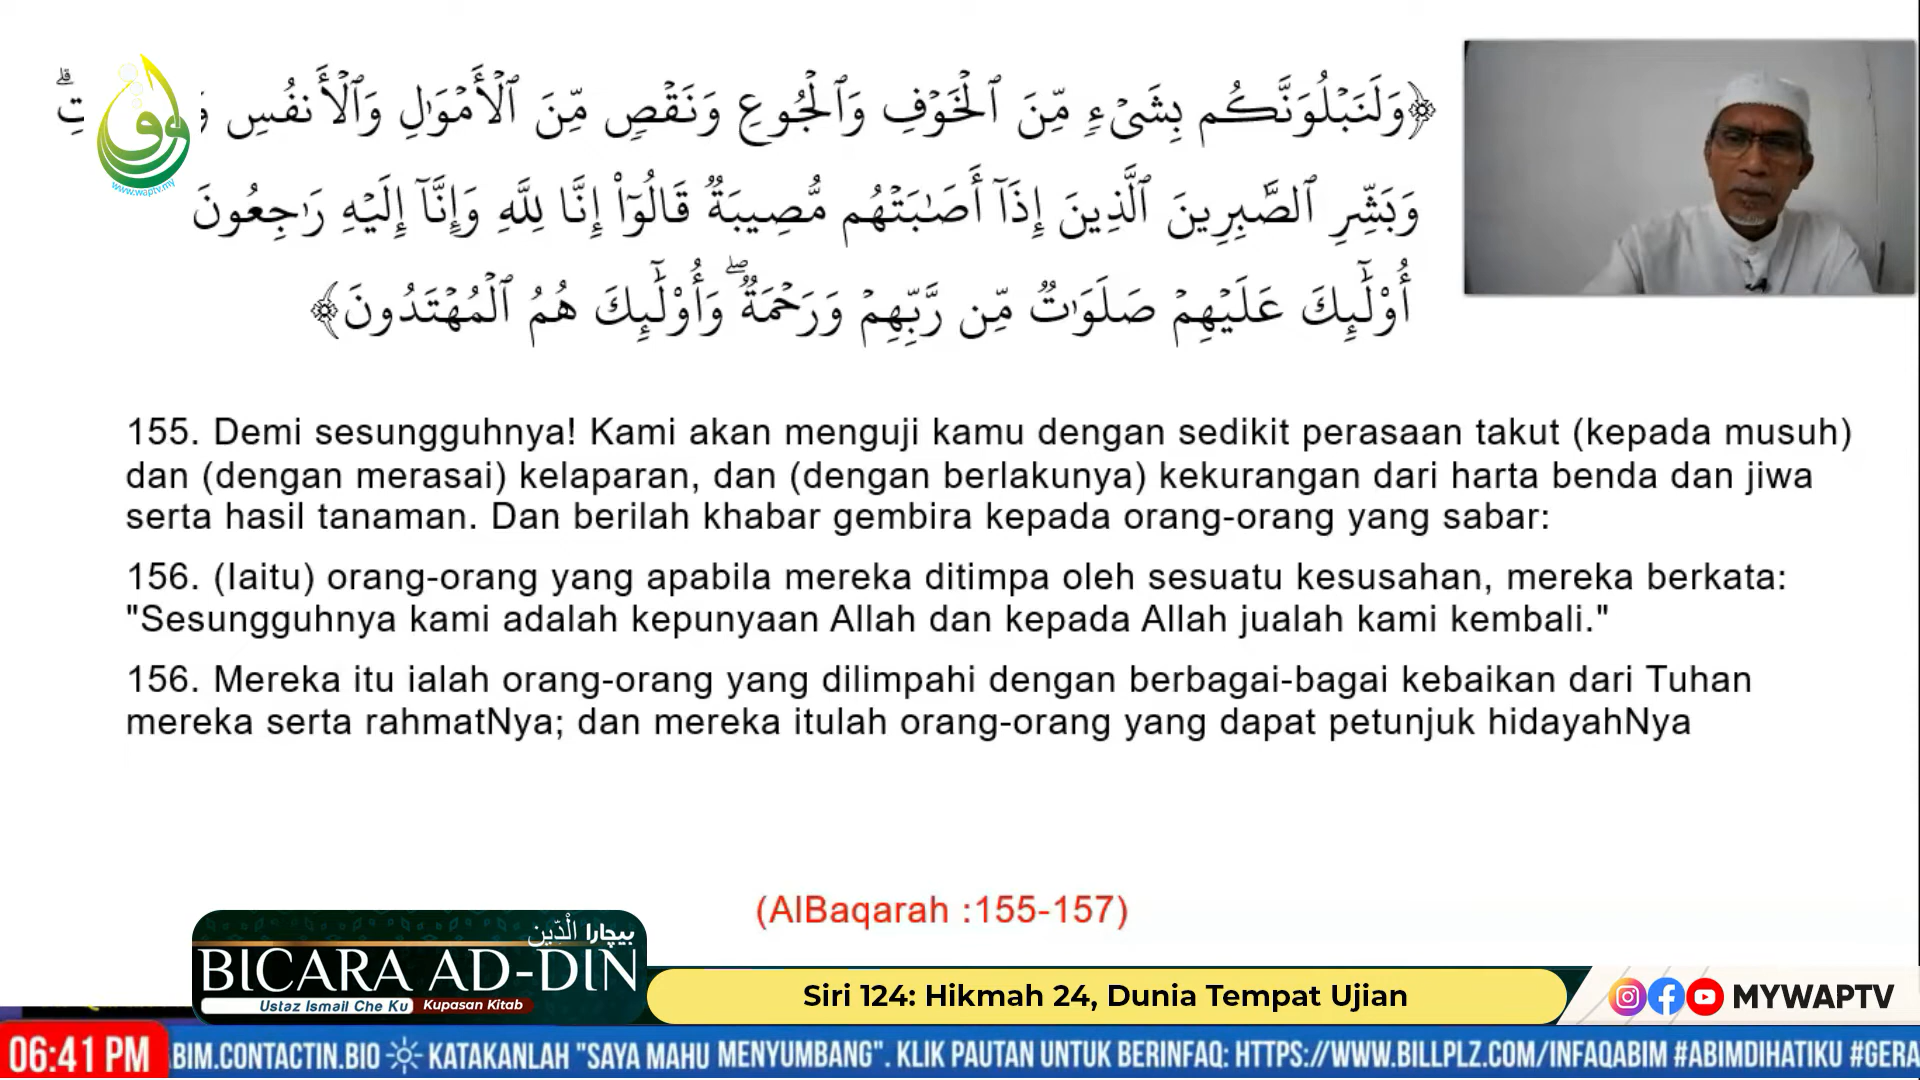 ﴿وَلَنَبْلُوَنَّكُم بِشَىْءٍ مِّنَ ٱلْخَوْفِ وَٱلْجُوعِ وَنَقْصٍ مِّنَ ٱلْأَمْوَٰلِ وَٱلْأَنفُسِ
وَبَشِّرِ ٱلصَّـٰبِرِينَ ٱلَّذِينَ إِذَآ أَصَـٰبَتْهُم مُّصِيبَةٌ قَالُوٓا۟ إِنَّا لِلَّهِ وَإِنَّآ إِلَيْهِ رَٰجِعُونَ
أُو۟لَـٰٓئِكَ عَلَيْهِمْ صَلَوَٰتٌ مِّن رَّبِّهِمْ وَرَحْمَةٌ ۖ وَأُو۟لَـٰٓئِكَ هُمُ ٱلْمُهْتَدُونَ﴾
www.waptv.my
155. Demi sesungguhnya! Kami akan menguji kamu dengan sedikit perasaan takut (kepada musuh)
dan (dengan merasai) kelaparan, dan (dengan berlakunya) kekurangan dari harta benda dan jiwa
serta hasil tanaman. Dan berilah khabar gembira kepada orang-orang yang sabar:
156. (Iaitu) orang-orang yang apabila mereka ditimpa oleh sesuatu kesusahan, mereka berkata:
"Sesungguhnya kami adalah kepunyaan Allah dan kepada Allah jualah kami kembali."
156. Mereka itu ialah orang-orang yang dilimpahi dengan berbagai-bagai kebaikan dari Tuhan
mereka serta rahmatNya; dan mereka itulah orang-orang yang dapat petunjuk hidayahNya
(AlBaqarah :155-157)
بيچارا الدّين
BICARA AD-DIN
Ustaz Ismail Che Ku Kupasan Kitab
Siri 124: Hikmah 24, Dunia Tempat Ujian
MYWAPTV
06:41 PM ABIM.CONTACTIN.BIO KATAKANLAH "SAYA MAHU MENYUMBANG". KLIK PAUTAN UNTUK BERINFAQ: HTTPS://WWW.BILLPLZ.COM/INFAQABIM #ABIMDIHATIKU #GERA